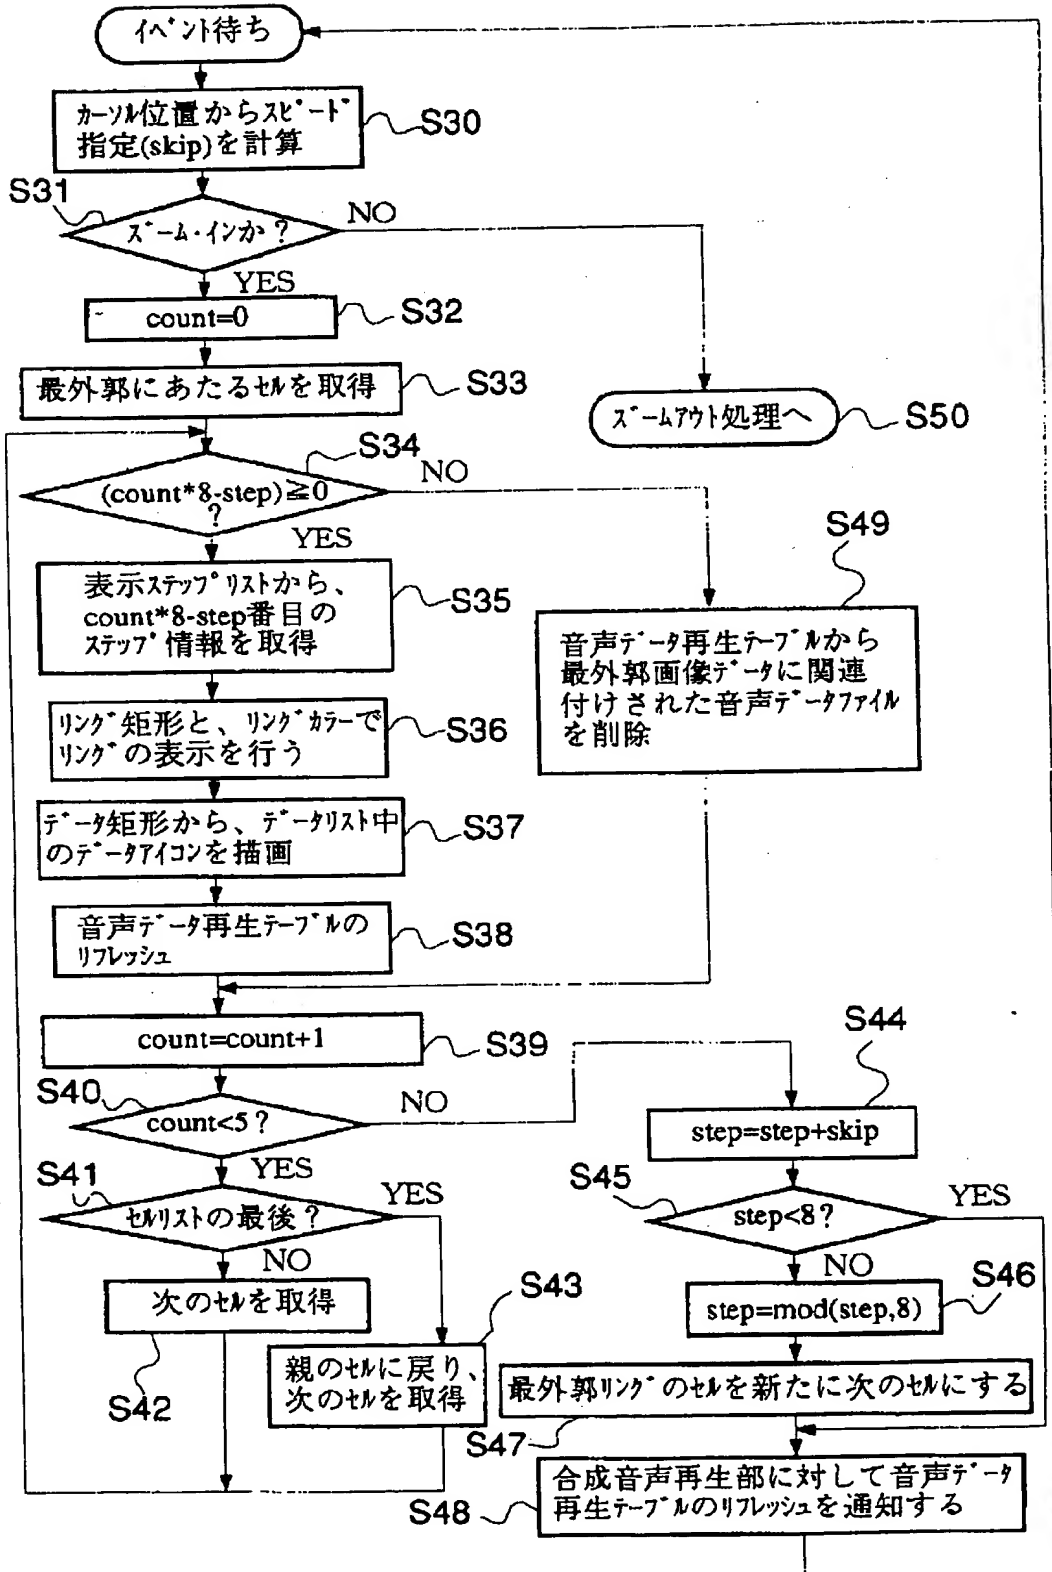 イベント待ち
カーソル位置からスピード
指定(skip)を計算
S30
S31
ズーム・インか？
NO
YES
count=0
S32
最外郭にあたるセルを取得
S33
ズームアウト処理へ
S50
S34
(count*8-step)≧0
？
NO
YES
表示ステップリストから、
count*8-step番目の
ステップ情報を取得
S35
S49
音声データ再生テーブルから
最外郭画像データに関連
付けされた音声データファイル
を削除
リング矩形と、リングカラーで
リングの表示を行う
S36
データ矩形から、データリスト中
のデータアイコンを描画
S37
音声データ再生テーブルの
リフレッシュ
S38
count=count+1
S39
S40
count<5？
NO
YES
S41
セルリストの最後？
YES
NO
次のセルを取得
S42
S43
親のセルに戻り、
次のセルを取得
S44
step=step+skip
S45
step<8？
YES
NO
S46
step=mod(step,8)
最外郭リングのセルを新たに次のセルにする
S47
合成音声再生部に対して音声データ
再生テーブルのリフレッシュを通知する
S48